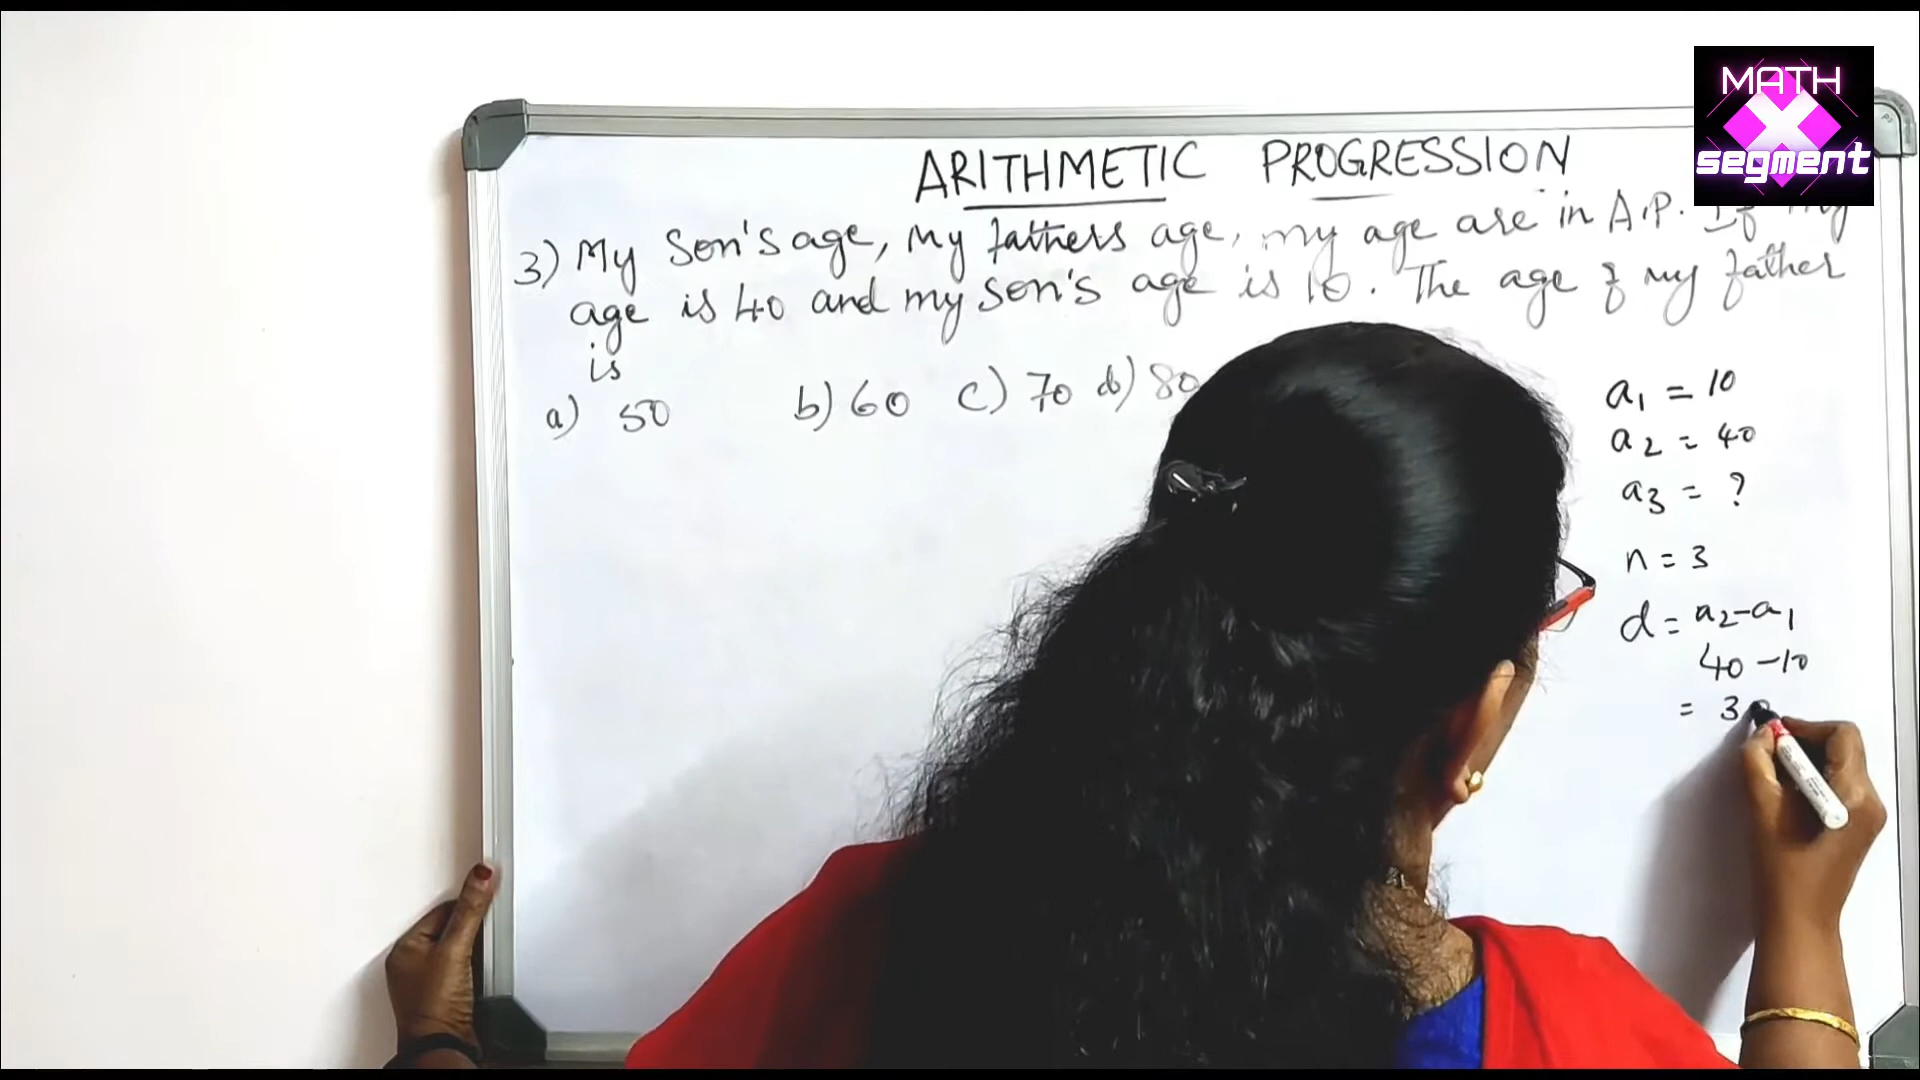 MATH
segment
ARITHMETIC PROGRESSION
3) My Son's age, My fathers age, my age are in A.P. If my
age is 40 and my son's age is 10. The age of my father
is
a) 50 b) 60 c) 70 d) 80
a1 = 10
a2 = 40
a3 = ?
n = 3
d = a2-a1
40-10
= 30